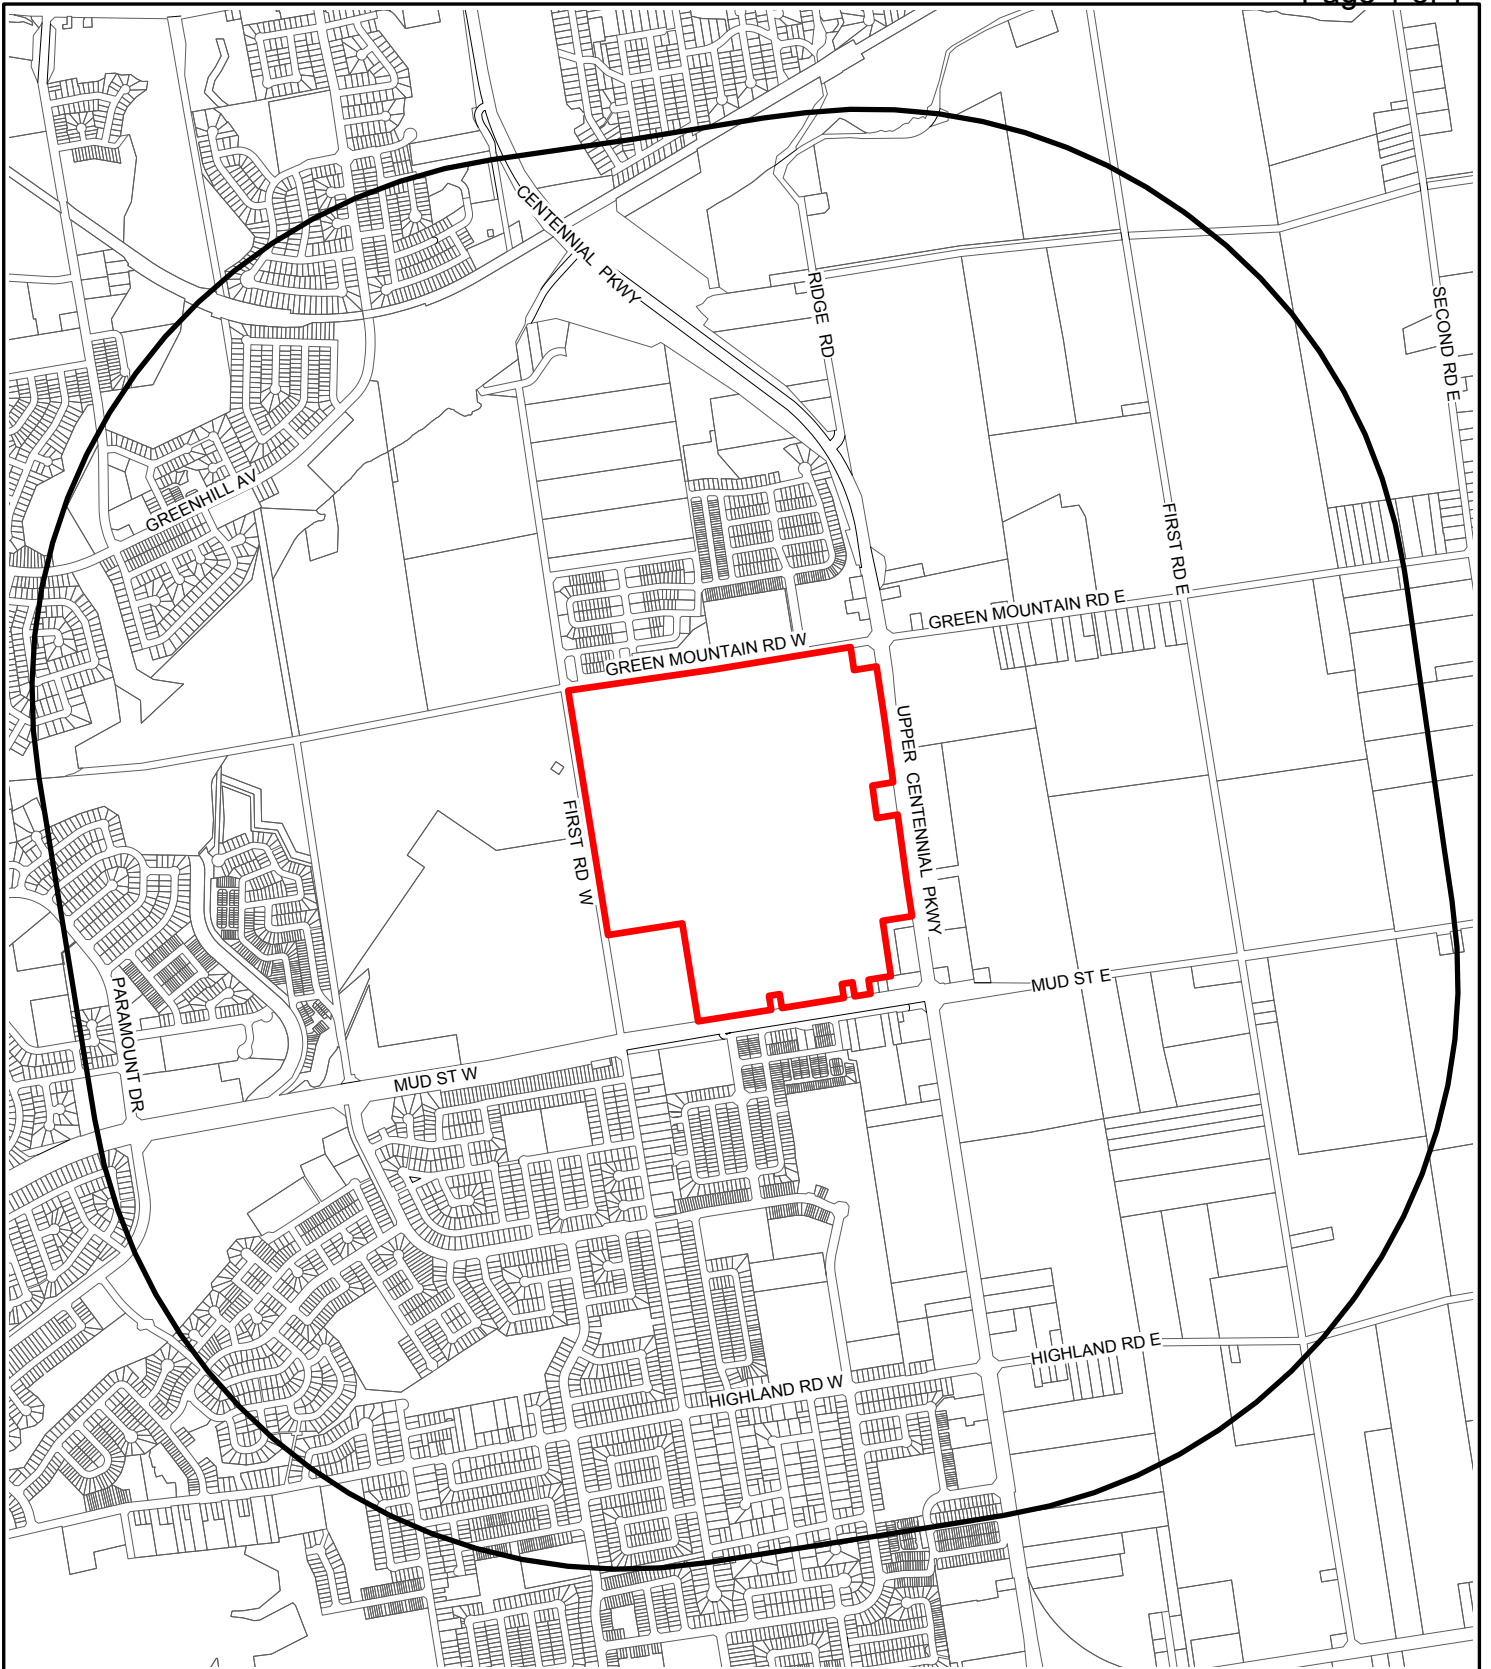 CENTENNIAL PKWY
RIDGE RD
SECOND RD E
GREENHILL AV
FIRST RD E
GREEN MOUNTAIN RD E
GREEN MOUNTAIN RD W
UPPER CENTENNIAL PKWY
FIRST RD W
MUD ST E
PARAMOUNT DR
MUD ST W
HIGHLAND RD E
HIGHLAND RD W